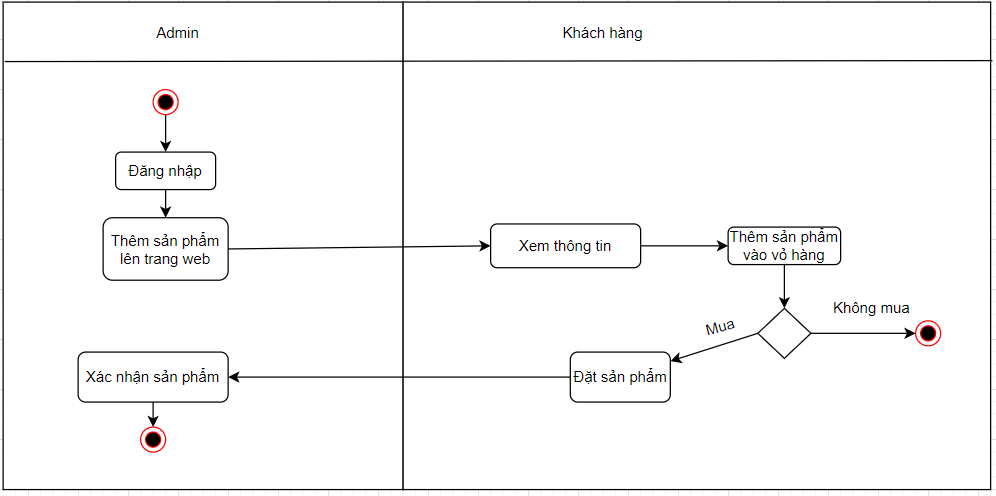 Admin
Khách hàng
Đăng nhập
Thêm sản phẩm
lên trang web
Xem thông tin
Thêm sản phẩm
vào vỏ hàng
Không mua
Mua
Đặt sản phẩm
Xác nhận sản phẩm